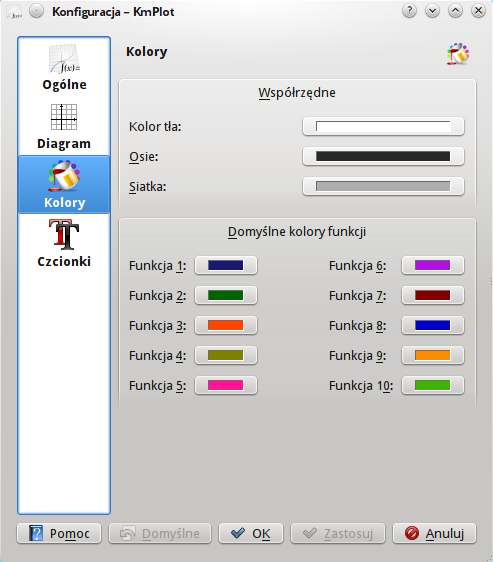 Konfiguracja – KmPlot
Ogólne
Diagram
Kolory
Czcionki
Kolory
Współrzędne
Kolor tła:
Osie:
Siatka:
Domyślne kolory funkcji
Funkcja 1:
Funkcja 6:
Funkcja 2:
Funkcja 7:
Funkcja 3:
Funkcja 8:
Funkcja 4:
Funkcja 9:
Funkcja 5:
Funkcja 10:
Pomoc
Domyślne
OK
Zastosuj
Anuluj